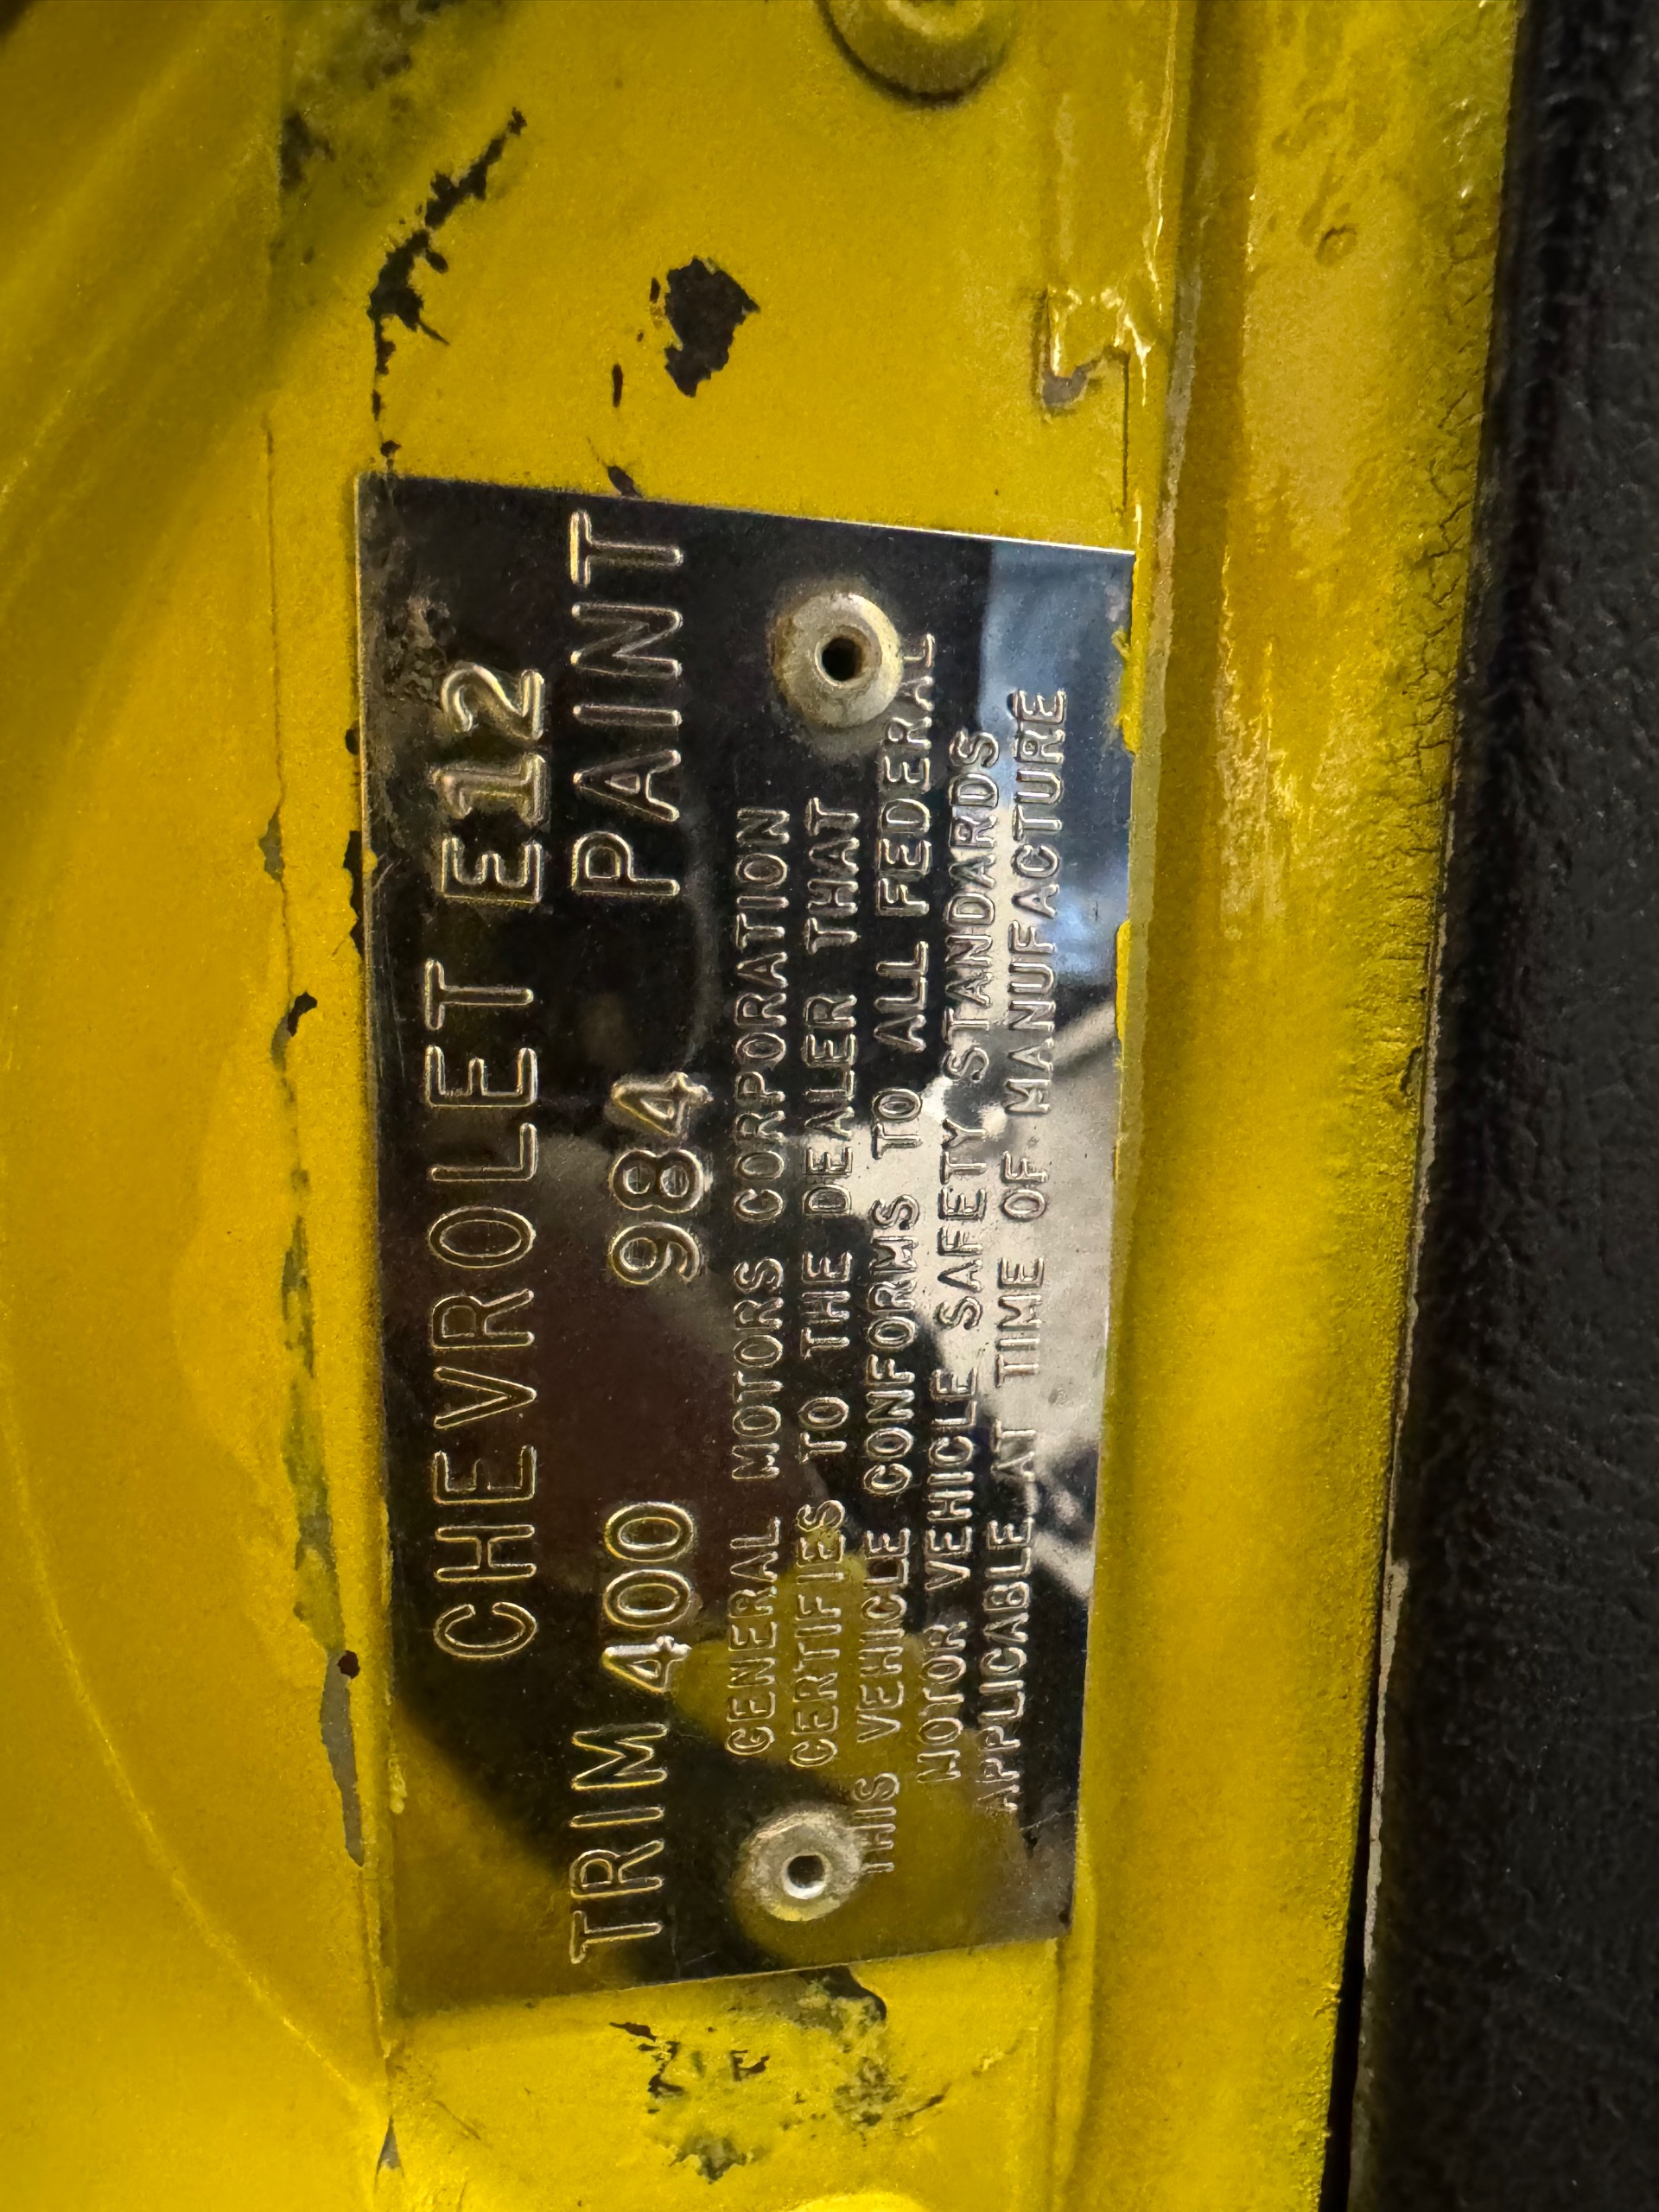 CHEVROLET E12
TRIM 400 984 PAINT
GENERAL MOTORS CORPORATION
CERTIFIES TO THE DEALER THAT
THIS VEHICLE CONFORMS TO ALL FEDERAL
MOTOR VEHICLE SAFETY STANDARDS
APPLICABLE AT TIME OF MANUFACTURE